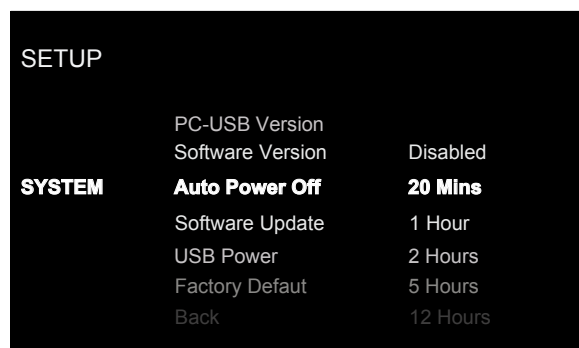 SETUP
PC-USB Version
Software Version Disabled
SYSTEM Auto Power Off 20 Mins
Software Update 1 Hour
USB Power 2 Hours
Factory Defaut 5 Hours
Back 12 Hours